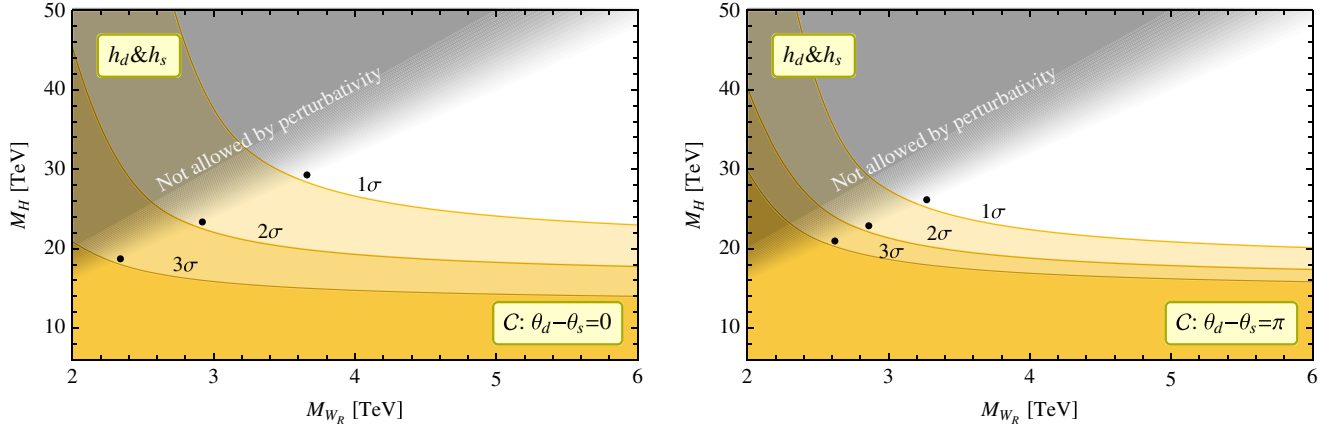 50
40
30
20
10
M_H [TeV]
h_d&h_s
Not allowed by perturbativity
1σ
2σ
3σ
C: θ_d−θ_s=0
2 3 4 5 6
M_{W_R} [TeV]
50
40
30
20
10
M_H [TeV]
h_d&h_s
Not allowed by perturbativity
1σ
2σ
3σ
C: θ_d−θ_s=π
2 3 4 5 6
M_{W_R} [TeV]